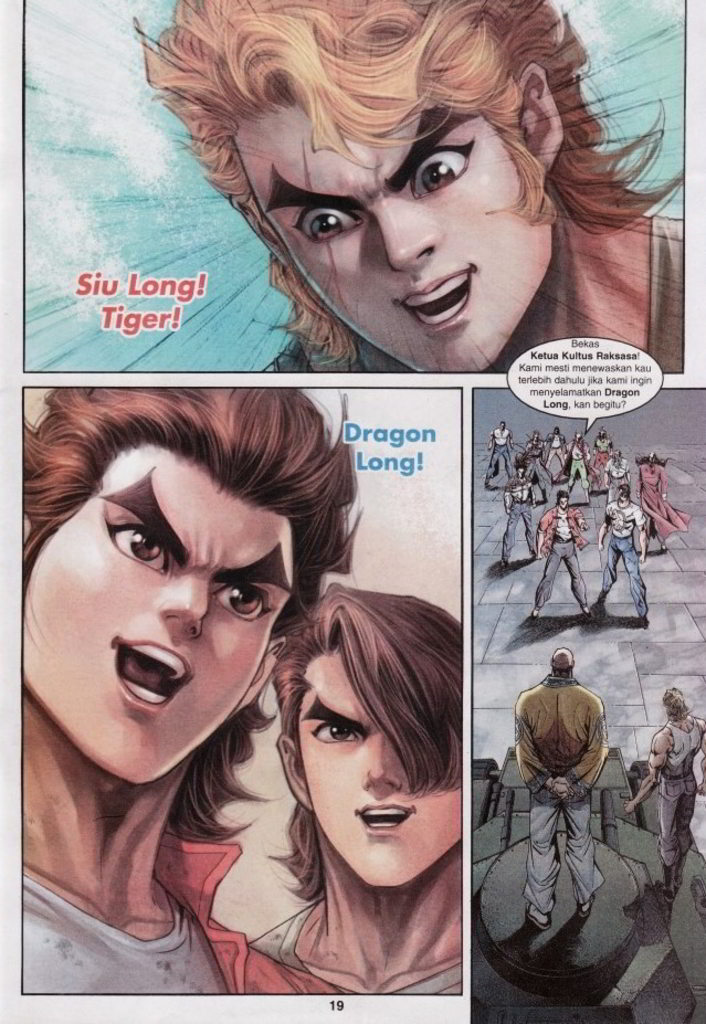 Siu Long!
Tiger!
Bekas
Ketua Kultus Raksasa!
Kami mesti menewaskan kau
terlebih dahulu jika kami ingin
menyelamatkan Dragon
Long, kan begitu?
Dragon
Long!
19